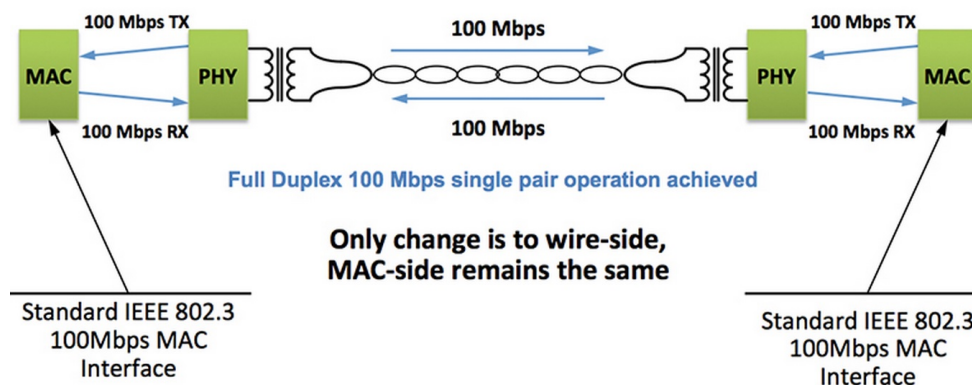 100 Mbps TX
100 Mbps
100 Mbps TX
MAC
PHY
PHY
MAC
100 Mbps RX
100 Mbps
100 Mbps RX
Full Duplex 100 Mbps single pair operation achieved
Only change is to wire-side,
MAC-side remains the same
Standard IEEE 802.3
100Mbps MAC
Interface
Standard IEEE 802.3
100Mbps MAC
Interface